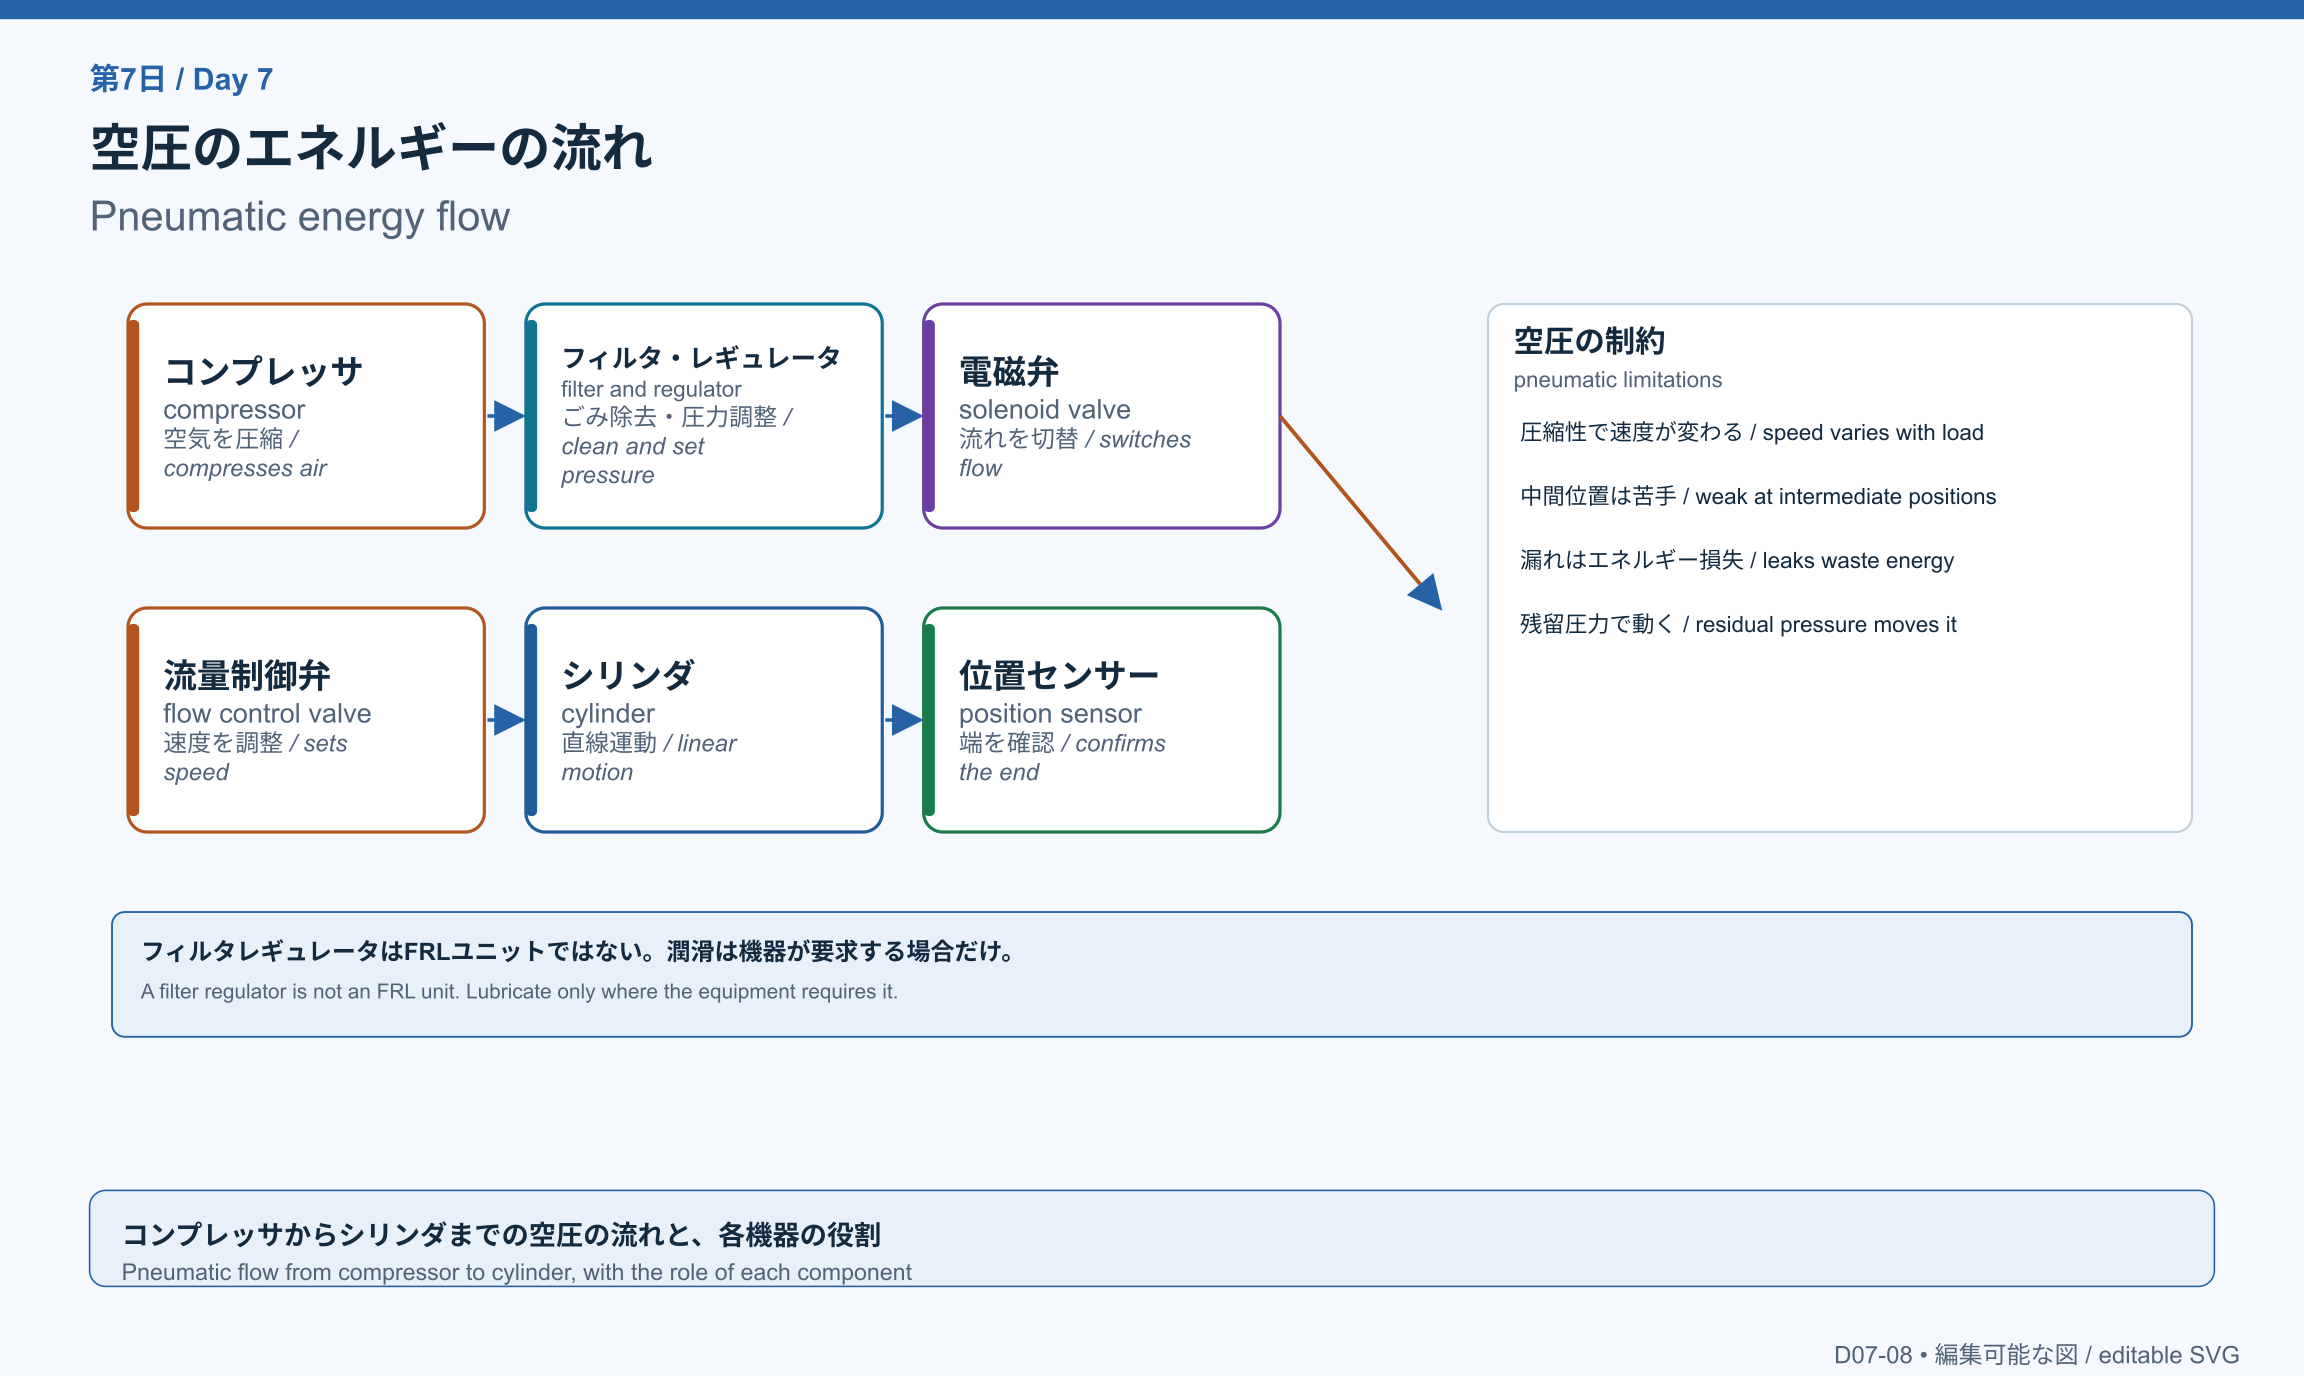 第7日 / Day 7
空圧のエネルギーの流れ
Pneumatic energy flow
コンプレッサ
compressor
空気を圧縮 /
compresses air
フィルタ・レギュレータ
filter and regulator
ごみ除去・圧力調整 /
clean and set
pressure
電磁弁
solenoid valve
流れを切替 / switches
flow
流量制御弁
flow control valve
速度を調整 / sets
speed
シリンダ
cylinder
直線運動 / linear
motion
位置センサー
position sensor
端を確認 / confirms
the end
空圧の制約
pneumatic limitations
圧縮性で速度が変わる / speed varies with load
中間位置は苦手 / weak at intermediate positions
漏れはエネルギー損失 / leaks waste energy
残留圧力で動く / residual pressure moves it
フィルタレギュレータはFRLユニットではない。潤滑は機器が要求する場合だけ。
A filter regulator is not an FRL unit. Lubricate only where the equipment requires it.
コンプレッサからシリンダまでの空圧の流れと、各機器の役割
Pneumatic flow from compressor to cylinder, with the role of each component
D07-08 • 編集可能な図 / editable SVG